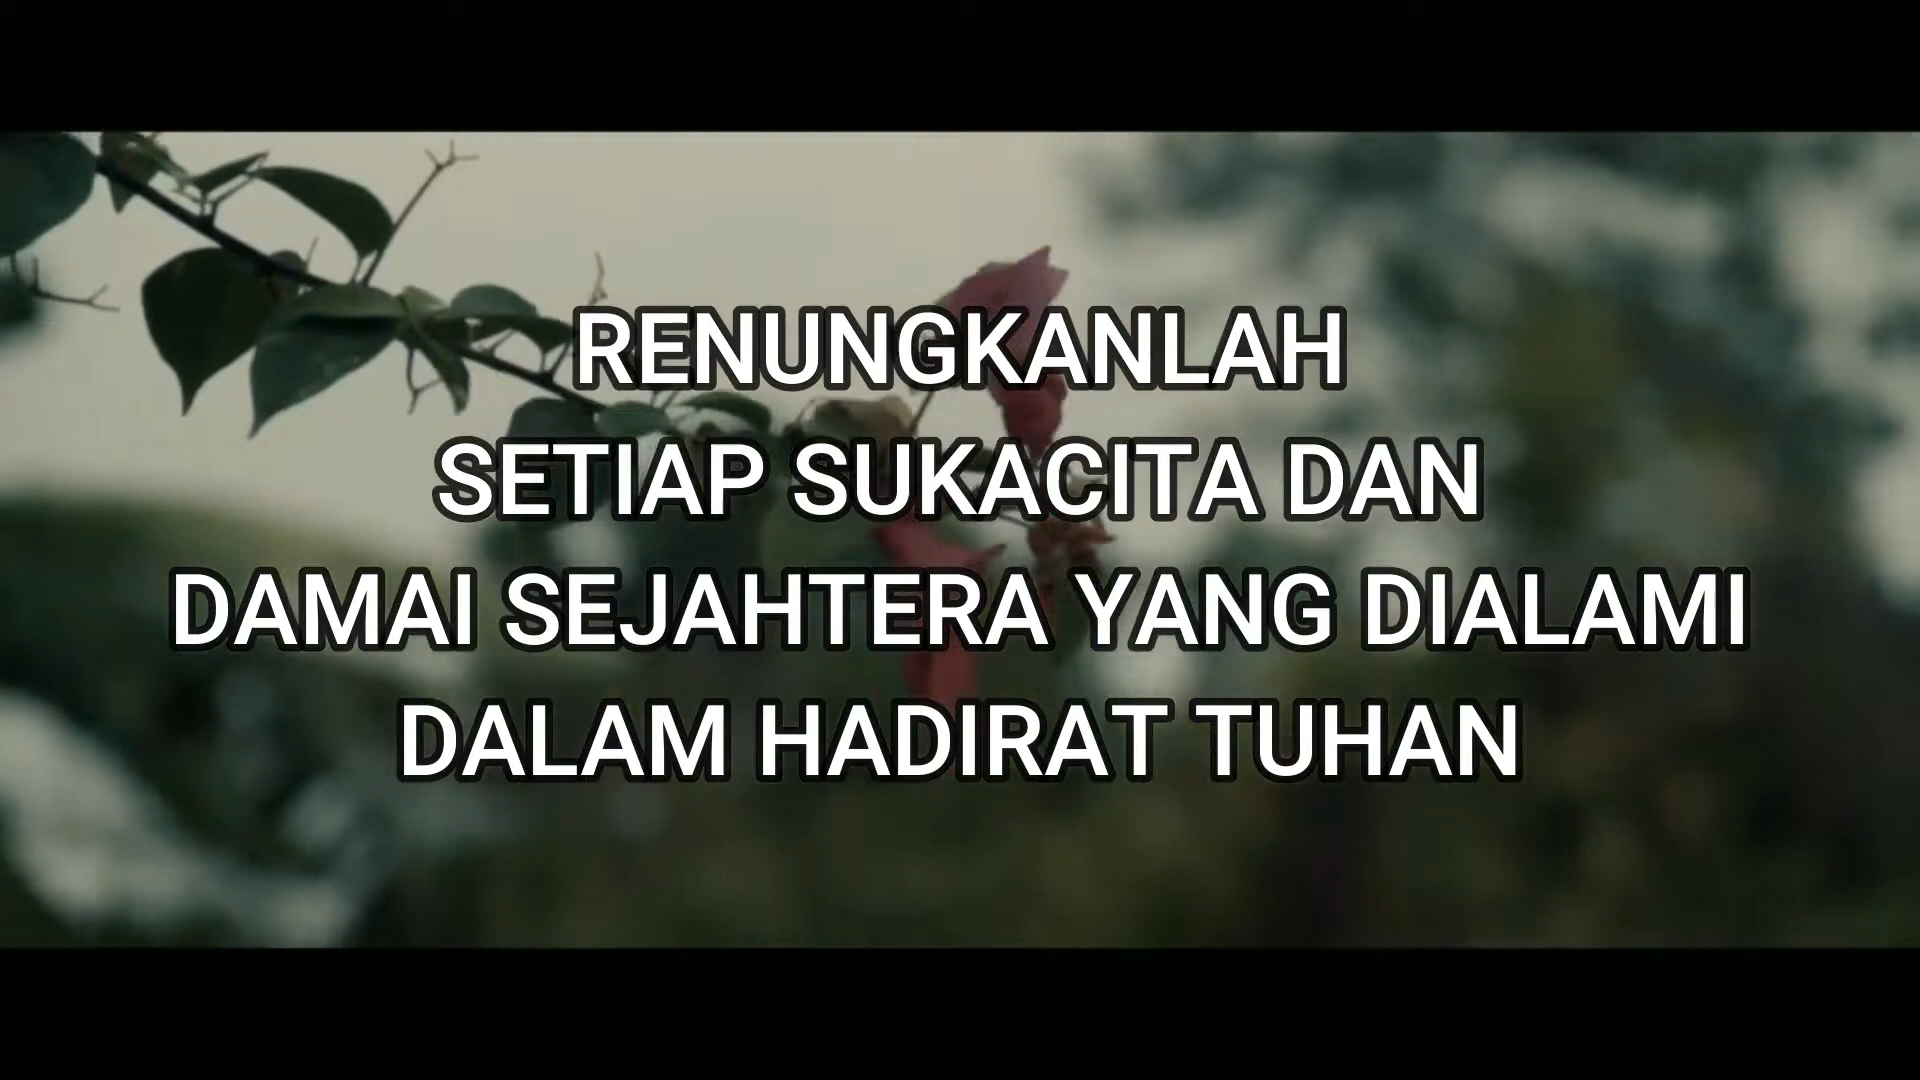 RENUNGKANLAH
SETIAP SUKACITA DAN
DAMAI SEJAHTERA YANG DIALAMI
DALAM HADIRAT TUHAN